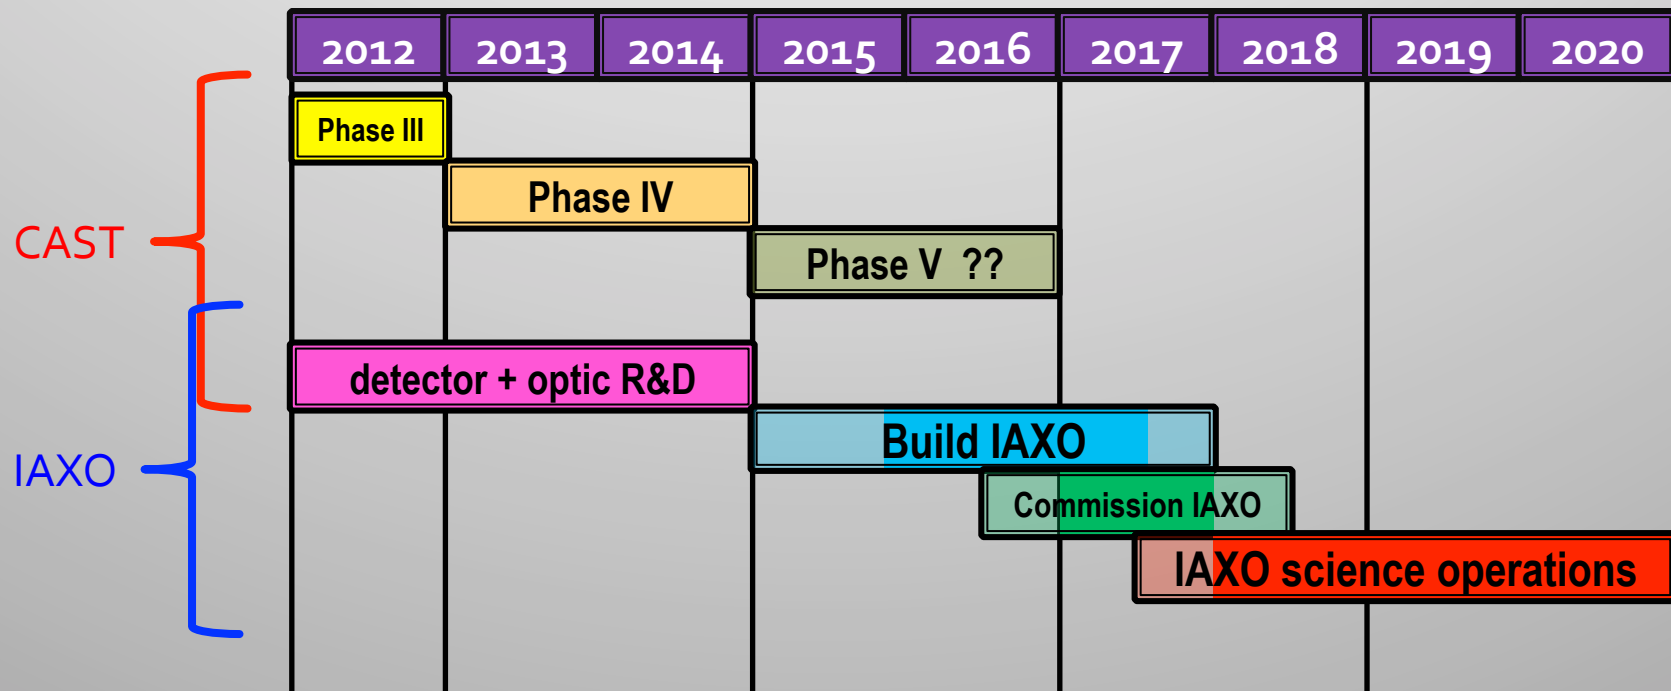 2012 2013 2014 2015 2016 2017 2018 2019 2020
Phase III
Phase IV
CAST
Phase V ??
detector + optic R&D
Build IAXO
IAXO
Commission IAXO
IAXO science operations